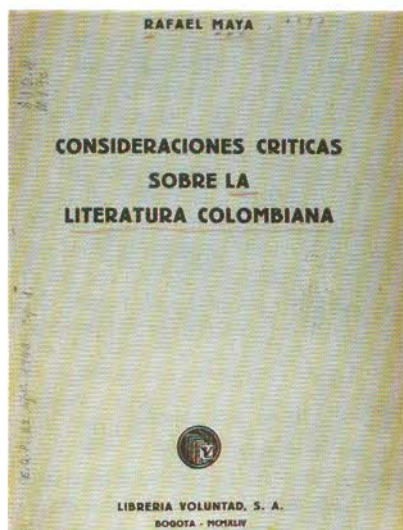 RAFAEL MAYA
CONSIDERACIONES CRITICAS
SOBRE LA
LITERATURA COLOMBIANA
LIBRERIA VOLUNTAD, S. A.
BOGOTA - MCMXLIV